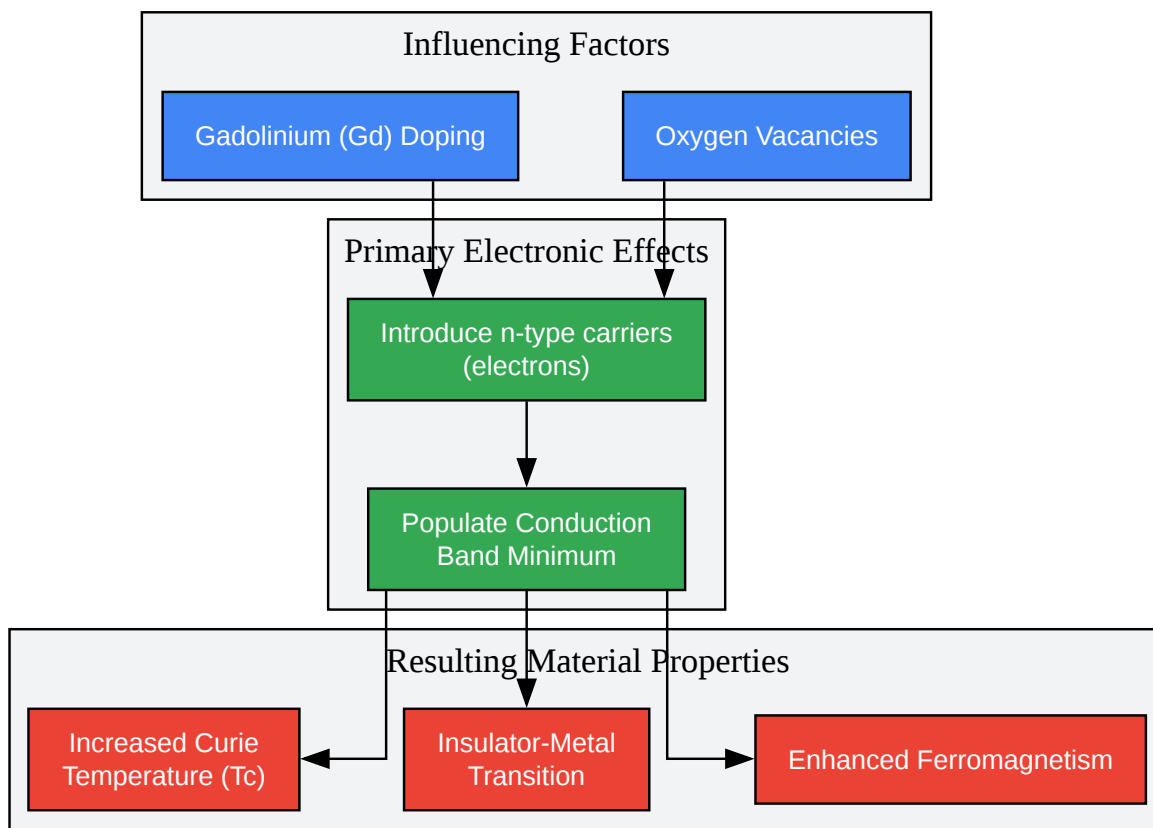 Influencing Factors
Gadolinium (Gd) Doping
Oxygen Vacancies
Primary Electronic Effects
Introduce n-type carriers
(electrons)
Populate Conduction
Band Minimum
Resulting Material Properties
Increased Curie
Temperature (Tc)
Insulator-Metal
Transition
Enhanced Ferromagnetism